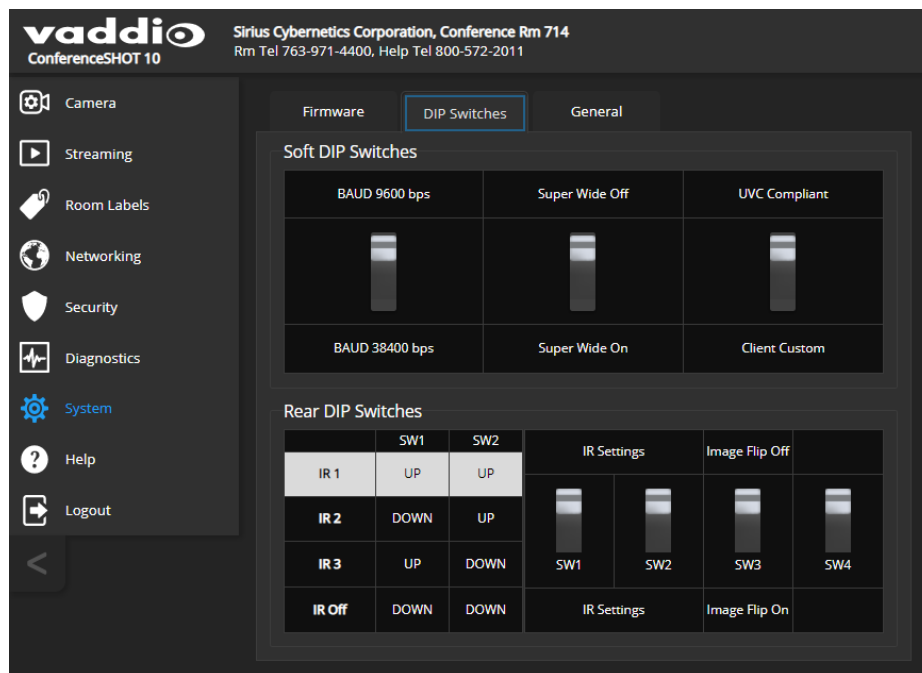 vaddio
ConferenceSHOT 10
Sirius Cybernetics Corporation, Conference Rm 714
Rm Tel 763-971-4400, Help Tel 800-572-2011
Camera
Streaming
Room Labels
Networking
Security
Diagnostics
System
Help
Logout
<
Firmware DIP Switches General
Soft DIP Switches
BAUD 9600 bps Super Wide Off UVC Compliant
BAUD 38400 bps Super Wide On Client Custom
Rear DIP Switches
SW1 SW2
IR 1 UP UP
IR 2 DOWN UP
IR 3 UP DOWN
IR Off DOWN DOWN
IR Settings Image Flip Off
SW1 SW2 SW3 SW4
IR Settings Image Flip On